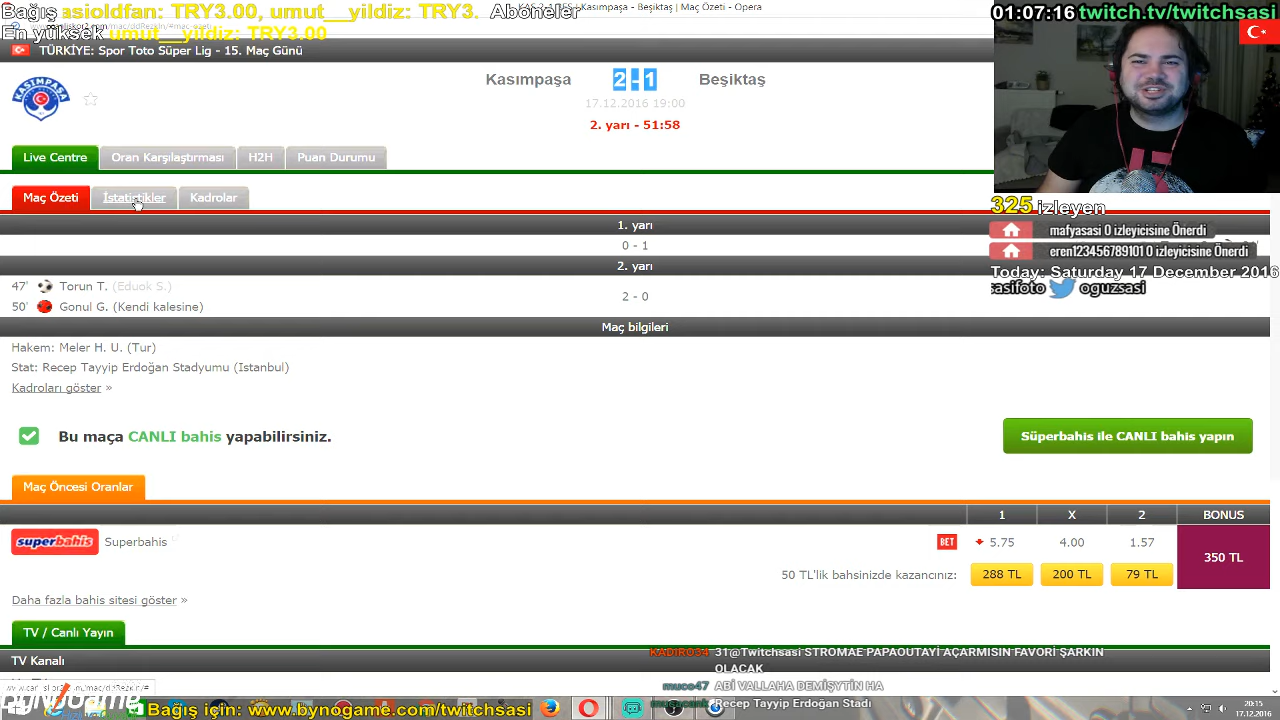 Bağış asioldfan: TRY3.00, umut__yildiz: TRY3. Aboneler
Kasımpaşa - Beşiktaş | Maç Özeti - Opera
01:07:16 twitch.tv/twitchsasi
En yüksek umut__yildiz: TRY3.00
TÜRKİYE: Spor Toto Süper Lig - 15. Maç Günü
Kasımpaşa 2 - 1 Beşiktaş
17.12.2016 19:00
2. yarı - 51:58
Live Centre Oran Karşılaştırması H2H Puan Durumu
Maç Özeti İstatistikler Kadrolar
325 izleyen
mafyasasi 0 izleyicisine Önerdi
eren123456789101 0 izleyicisine Önerdi
Today: Saturday 17 December 2016
sasifoto oguzsasi
1. yarı
0 - 1
2. yarı
47' Torun T. (Eduok S.)
50' Gonul G. (Kendi kalesine)
2 - 0
Maç bilgileri
Hakem: Meler H. U. (Tur)
Stat: Recep Tayyip Erdoğan Stadyumu (Istanbul)
Kadroları göster »
Bu maça CANLI bahis yapabilirsiniz.
Süperbahis ile CANLI bahis yapın
Maç Öncesi Oranlar
1 X 2 BONUS
superbahis Superbahis BET 5.75 4.00 1.57
350 TL
50 TL'lik bahsinizde kazancınız: 288 TL 200 TL 79 TL
Daha fazla bahis sitesi göster »
TV / Canlı Yayın
TV Kanalı
KADIRO34 31@Twitchsasi STROMAE PAPAOUTAYİ AÇARMISIN FAVORİ ŞARKIN
OLACAK
muco47 ABİ VALLAHA DEMİŞYTİN HA
Recep Tayyip Erdoğan Stadı
Bağış için: www.bynogame.com/twitchsasi
20:15
17.12.2016